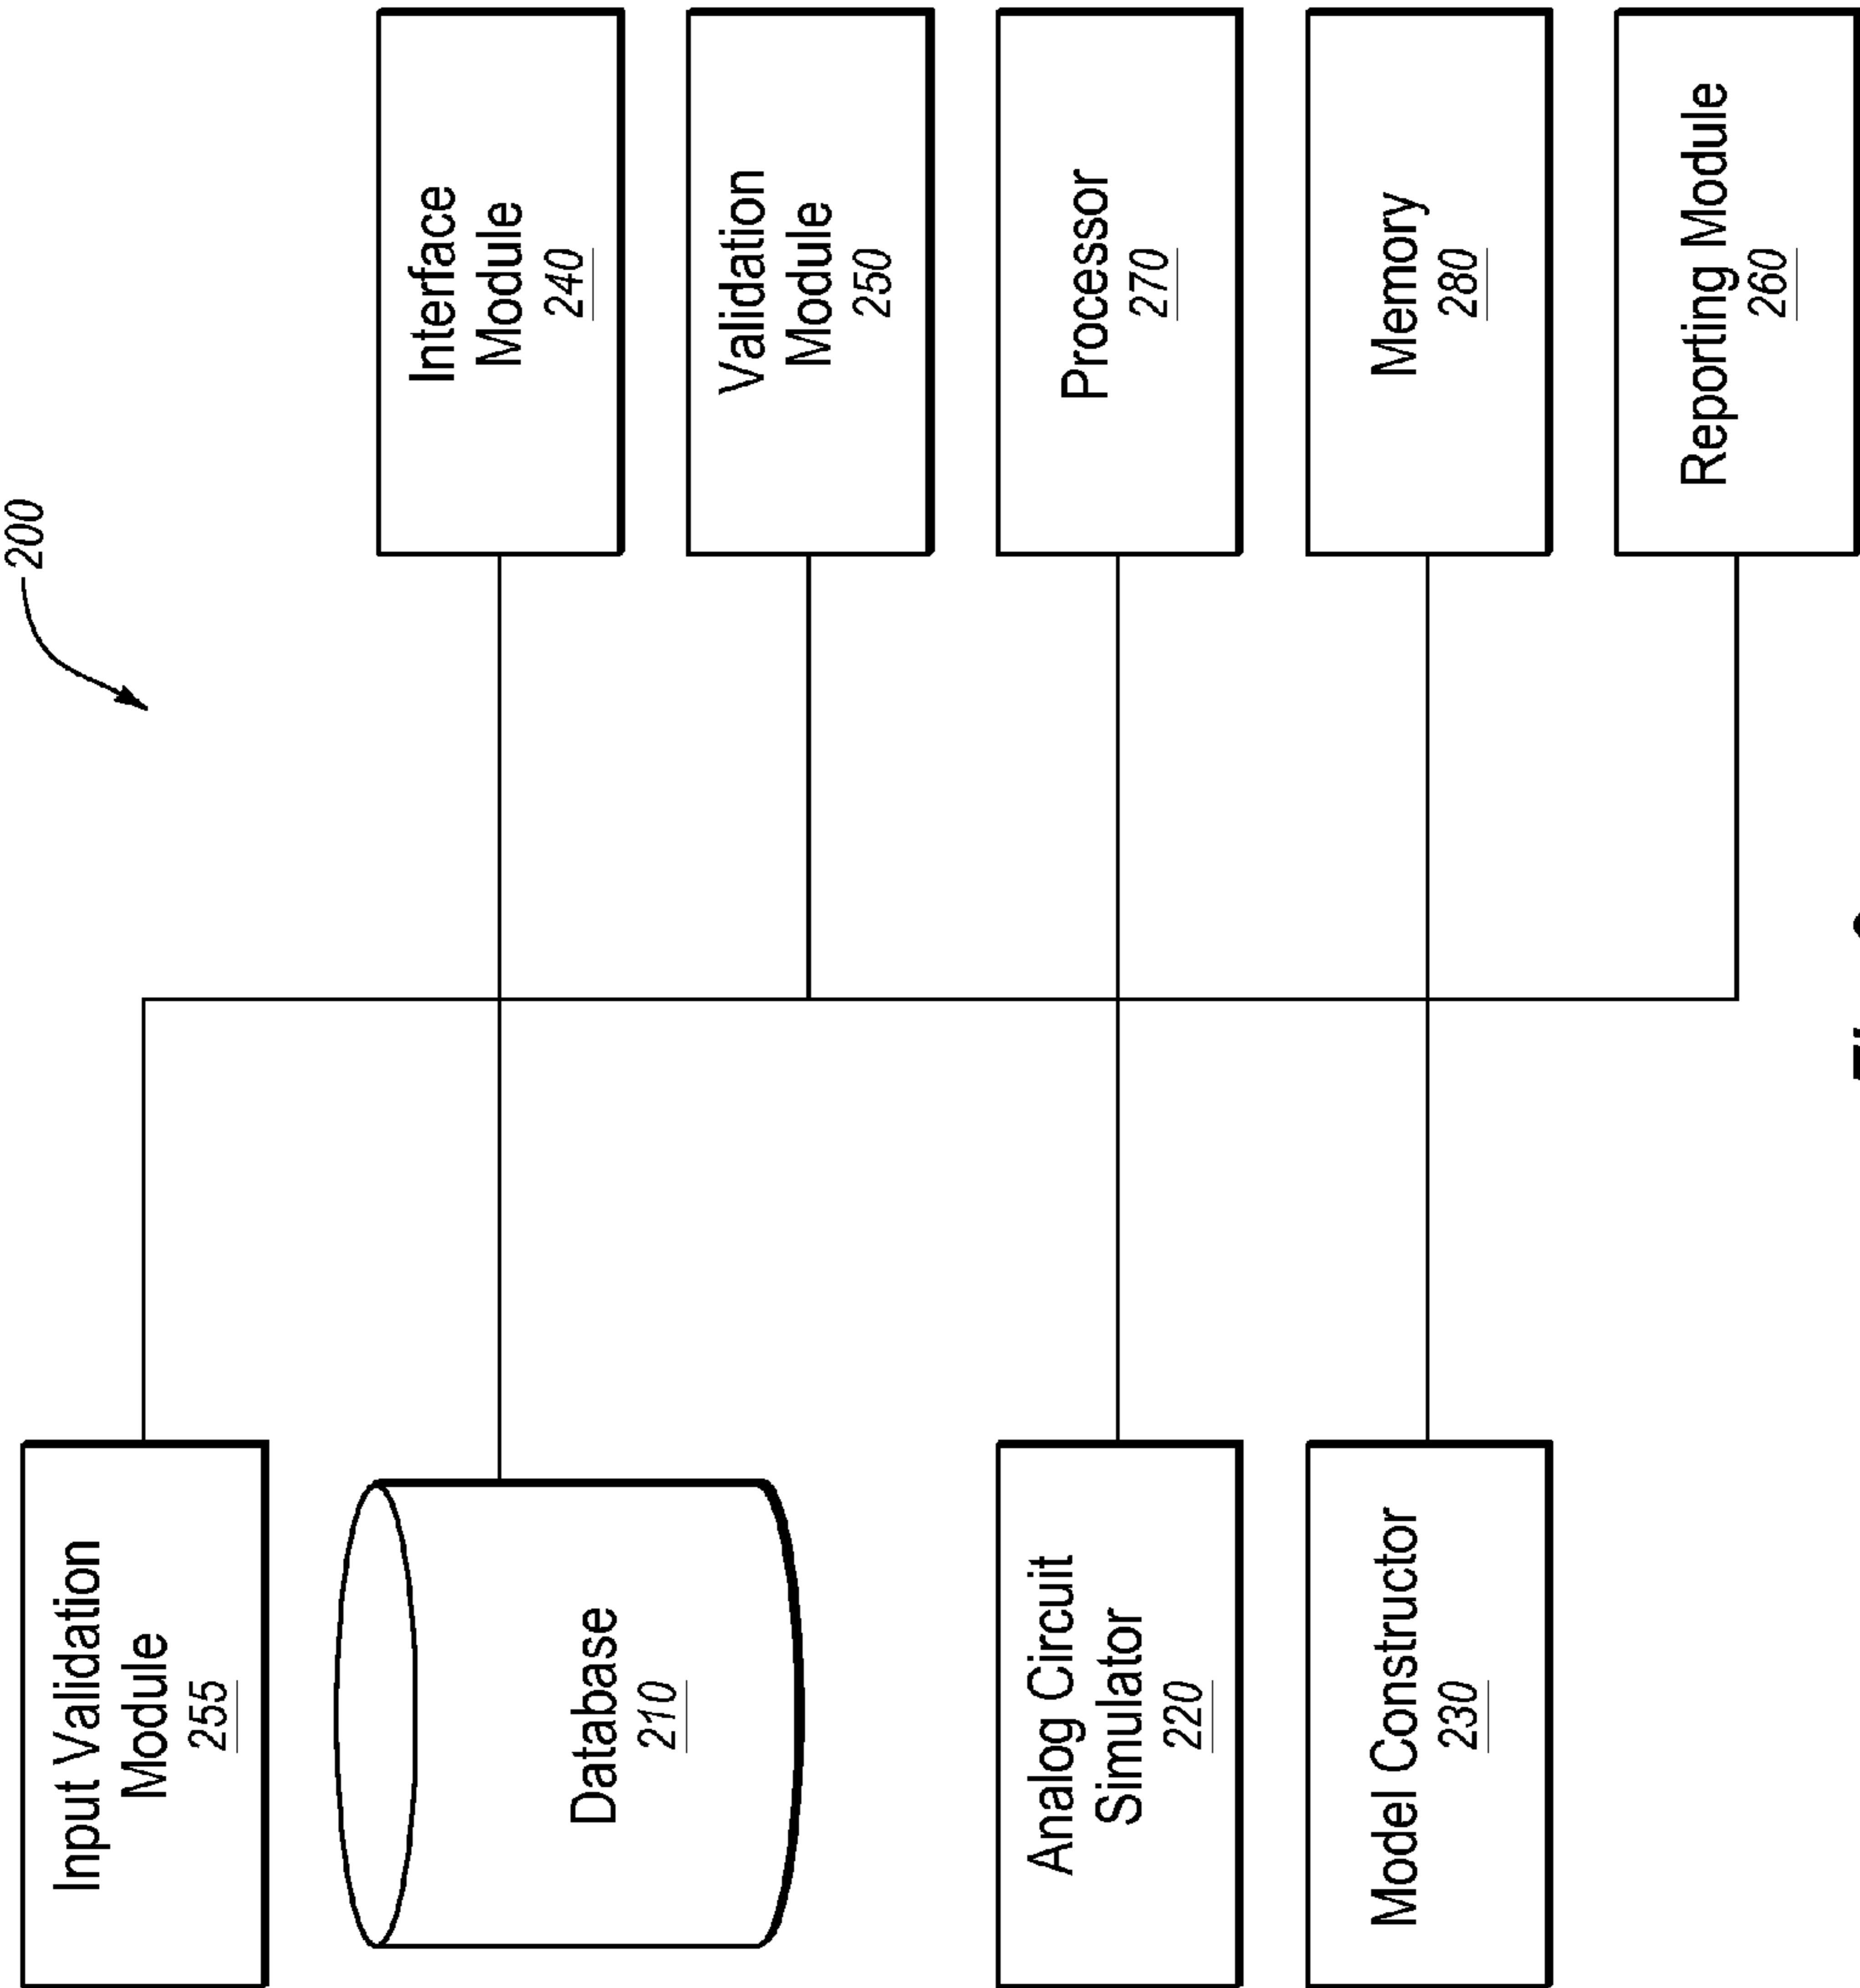 200
Input Validation
Module
255
Database
210
Analog Circuit
Simulator
220
Model Constructor
230
Interface
Module
240
Validation
Module
250
Processor
270
Memory
280
Reporting Module
260